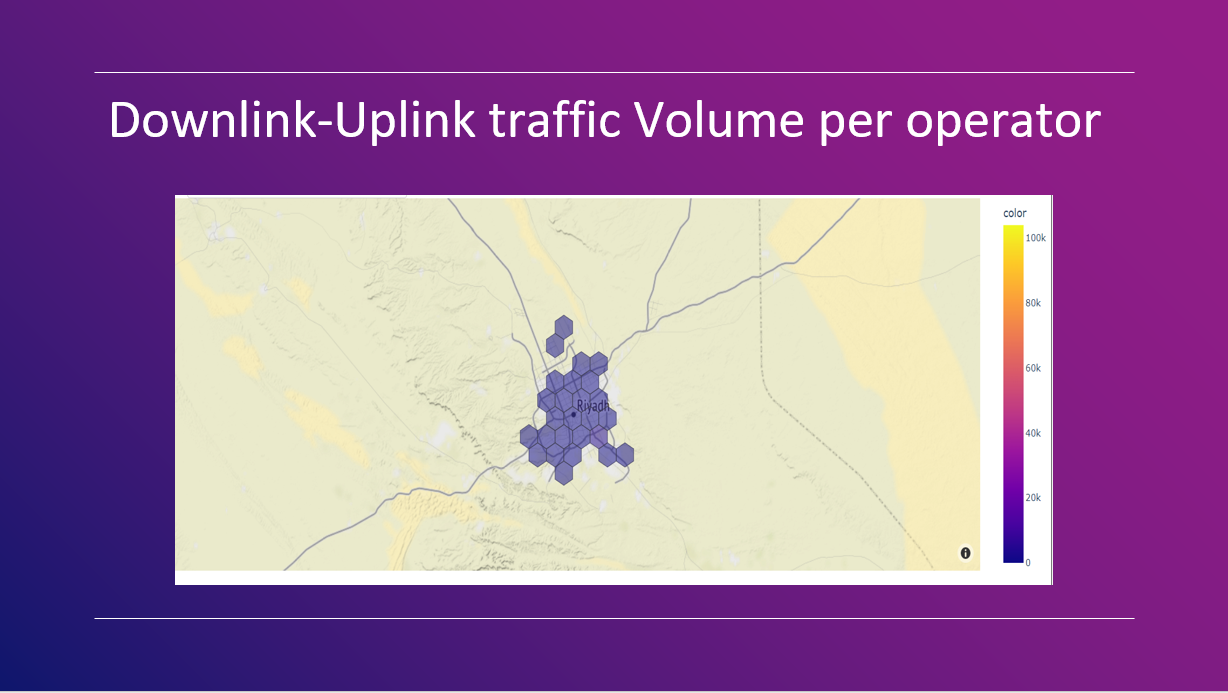 Downlink-Uplink traffic Volume per operator
color
100k
80k
60k
40k
20k
0
Riyadh
i